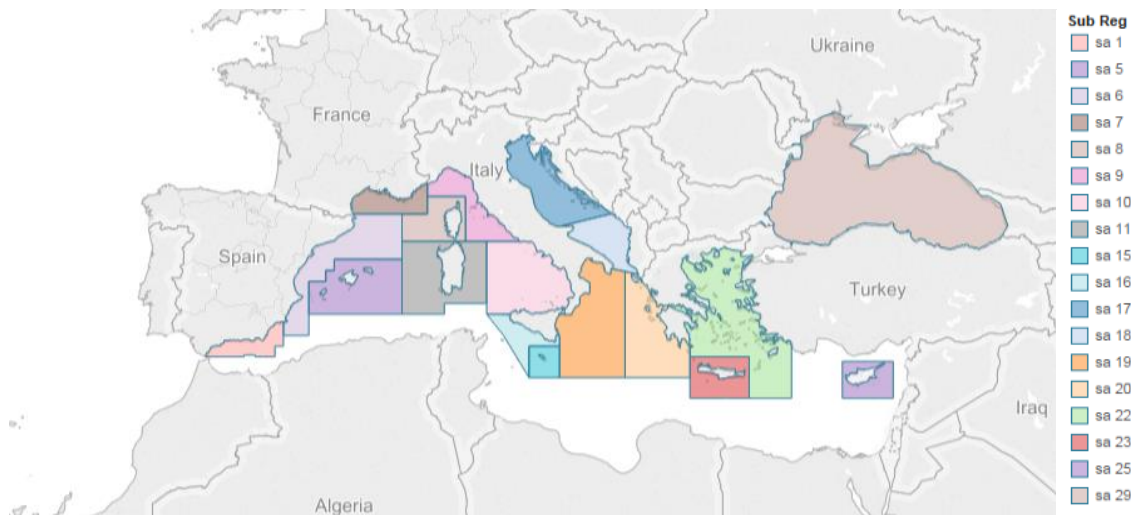 Ukraine
France
Italy
Spain
Turkey
Iraq
Algeria
Sub Reg
sa 1
sa 5
sa 6
sa 7
sa 8
sa 9
sa 10
sa 11
sa 15
sa 16
sa 17
sa 18
sa 19
sa 20
sa 22
sa 23
sa 25
sa 29